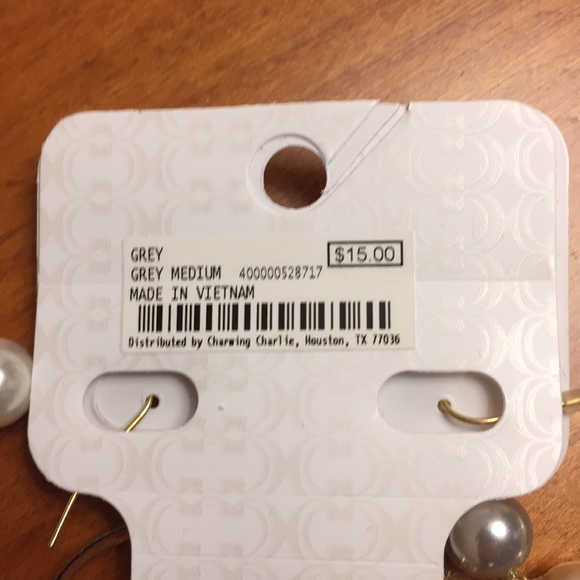 GREY
$15.00
GREY MEDIUM 400000528717
MADE IN VIETNAM
Distributed by Charming Charlie, Houston, TX 77036